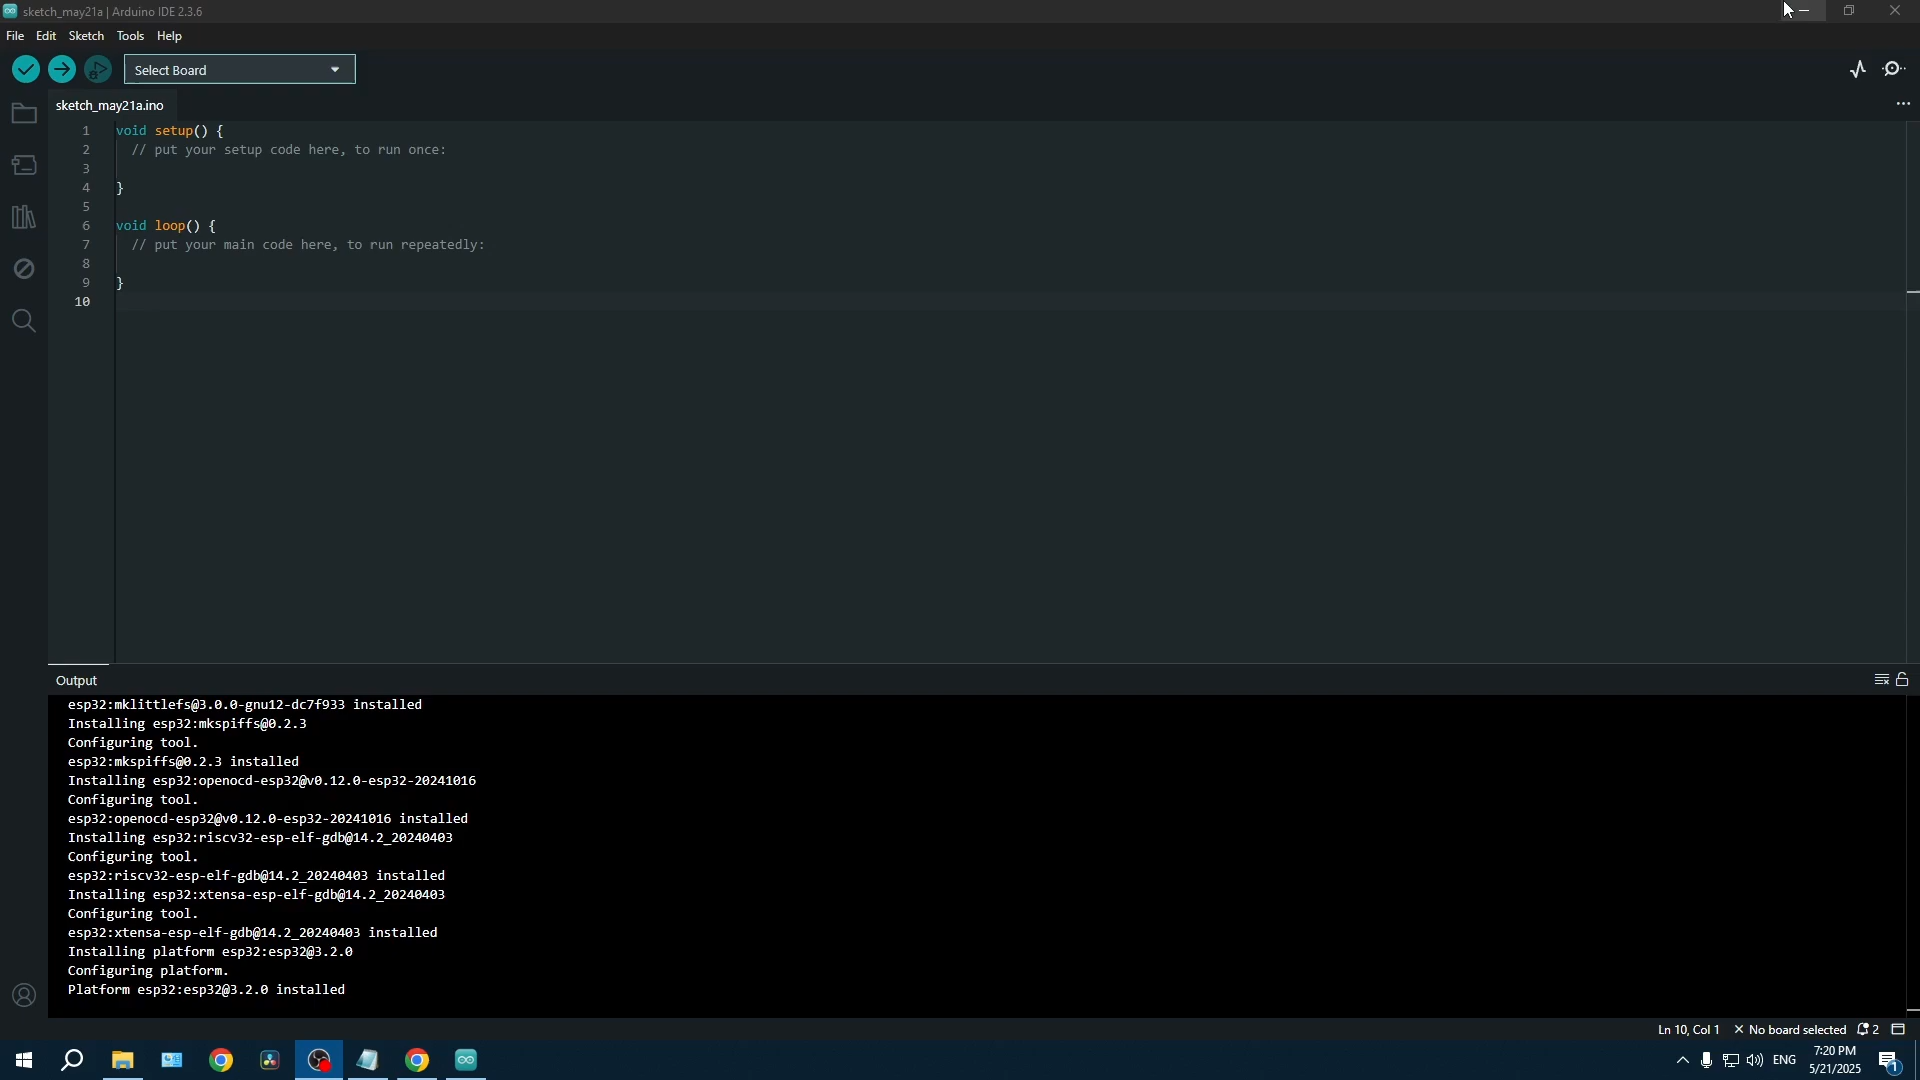 sketch_may21a | Arduino IDE 2.3.6
File Edit Sketch Tools Help
Select Board
sketch_may21a.ino
1 void setup() {
2 // put your setup code here, to run once:
3
4 }
5
6 void loop() {
7 // put your main code here, to run repeatedly:
8
9 }
10
Output
esp32:mklittlefs@3.0.0-gnu12-dc7f933 installed
Installing esp32:mkspiffs@0.2.3
Configuring tool.
esp32:mkspiffs@0.2.3 installed
Installing esp32:openocd-esp32@v0.12.0-esp32-20241016
Configuring tool.
esp32:openocd-esp32@v0.12.0-esp32-20241016 installed
Installing esp32:riscv32-esp-elf-gdb@14.2_20240403
Configuring tool.
esp32:riscv32-esp-elf-gdb@14.2_20240403 installed
Installing esp32:xtensa-esp-elf-gdb@14.2_20240403
Configuring tool.
esp32:xtensa-esp-elf-gdb@14.2_20240403 installed
Installing platform esp32:esp32@3.2.0
Configuring platform.
Platform esp32:esp32@3.2.0 installed
Ln 10, Col 1 × No board selected 2
ENG
7:20 PM
5/21/2025
1